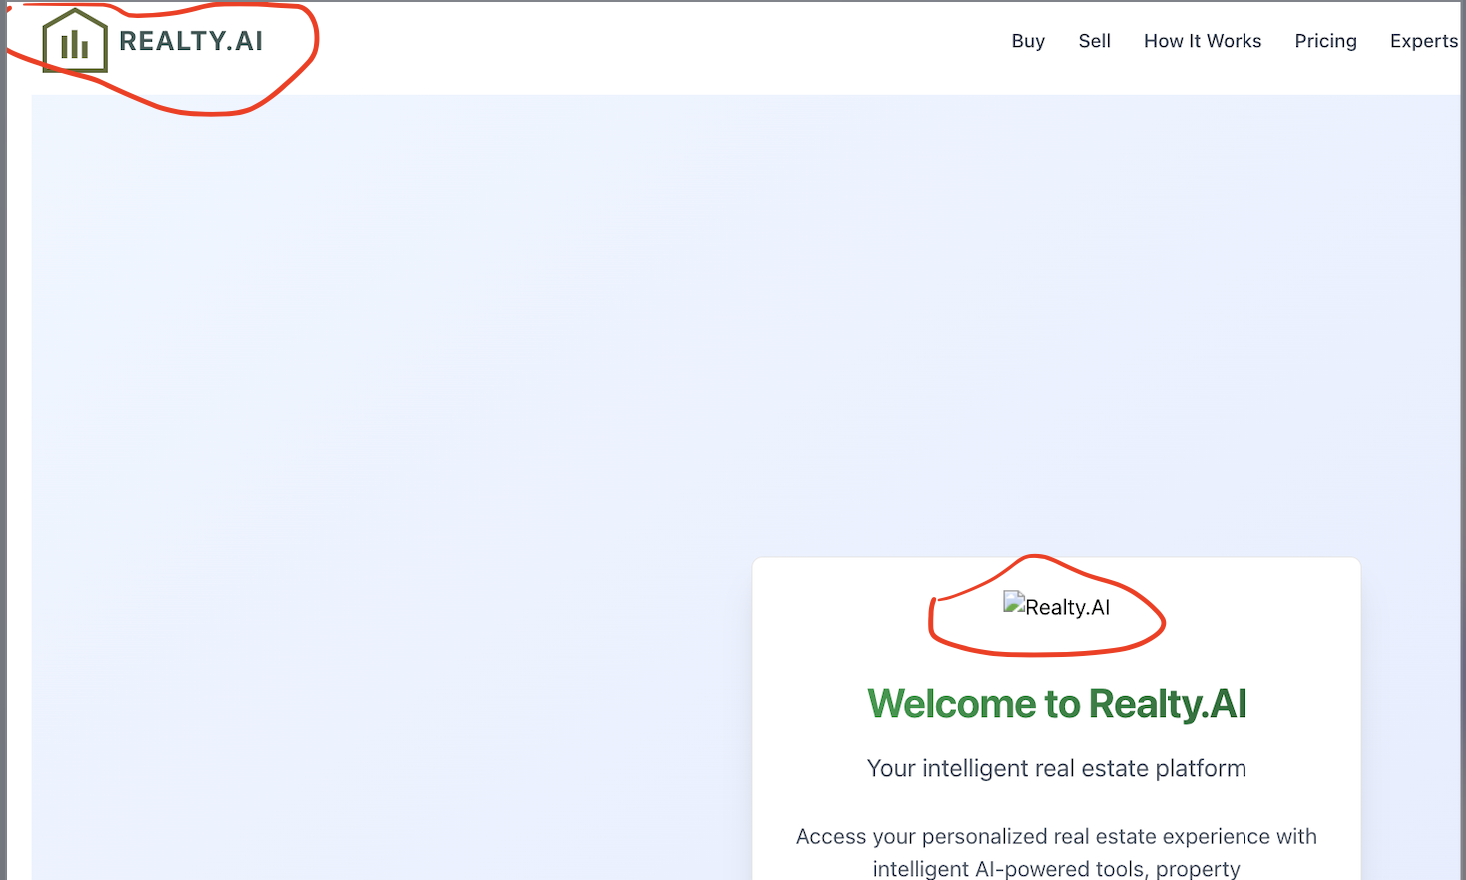 REALTY.AI
Buy Sell How It Works Pricing Experts
Realty.AI
Welcome to Realty.AI
Your intelligent real estate platform
Access your personalized real estate experience with
intelligent AI-powered tools, property